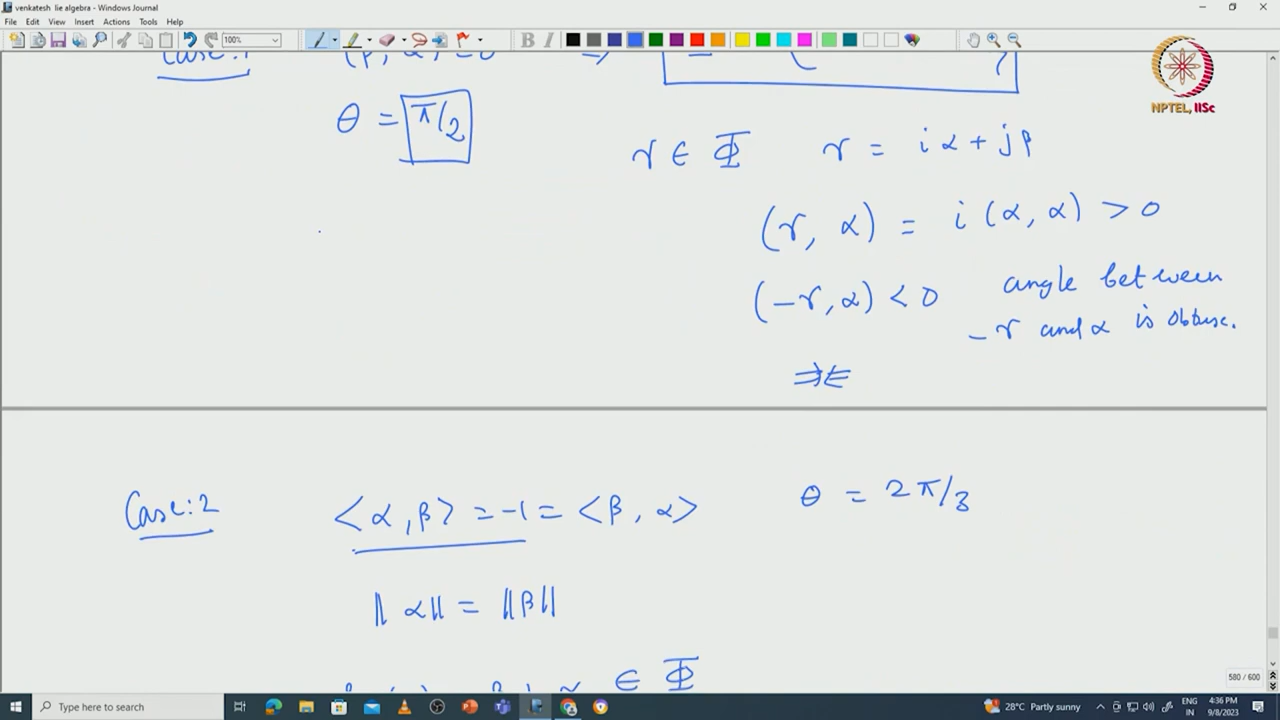 venkatesh lie algebra - Windows Journal
File Edit View Insert Actions Tools Help
100%
B I
NPTEL, IISc
Case:1 (β, α) = 0 ⇒
θ = π/2
γ ∈ Φ γ = iα + jβ
(γ, α) = i(α, α) > 0
(-γ, α) < 0 angle between
-γ and α is obtuse.
⇒⇐
Case:2 <α, β> = -1 = <β, α> θ = 2π/3
||α|| = ||β||
∈ Φ
580 / 600
Type here to search
28°C Partly sunny
ENG
IN
4:36 PM
9/8/2023